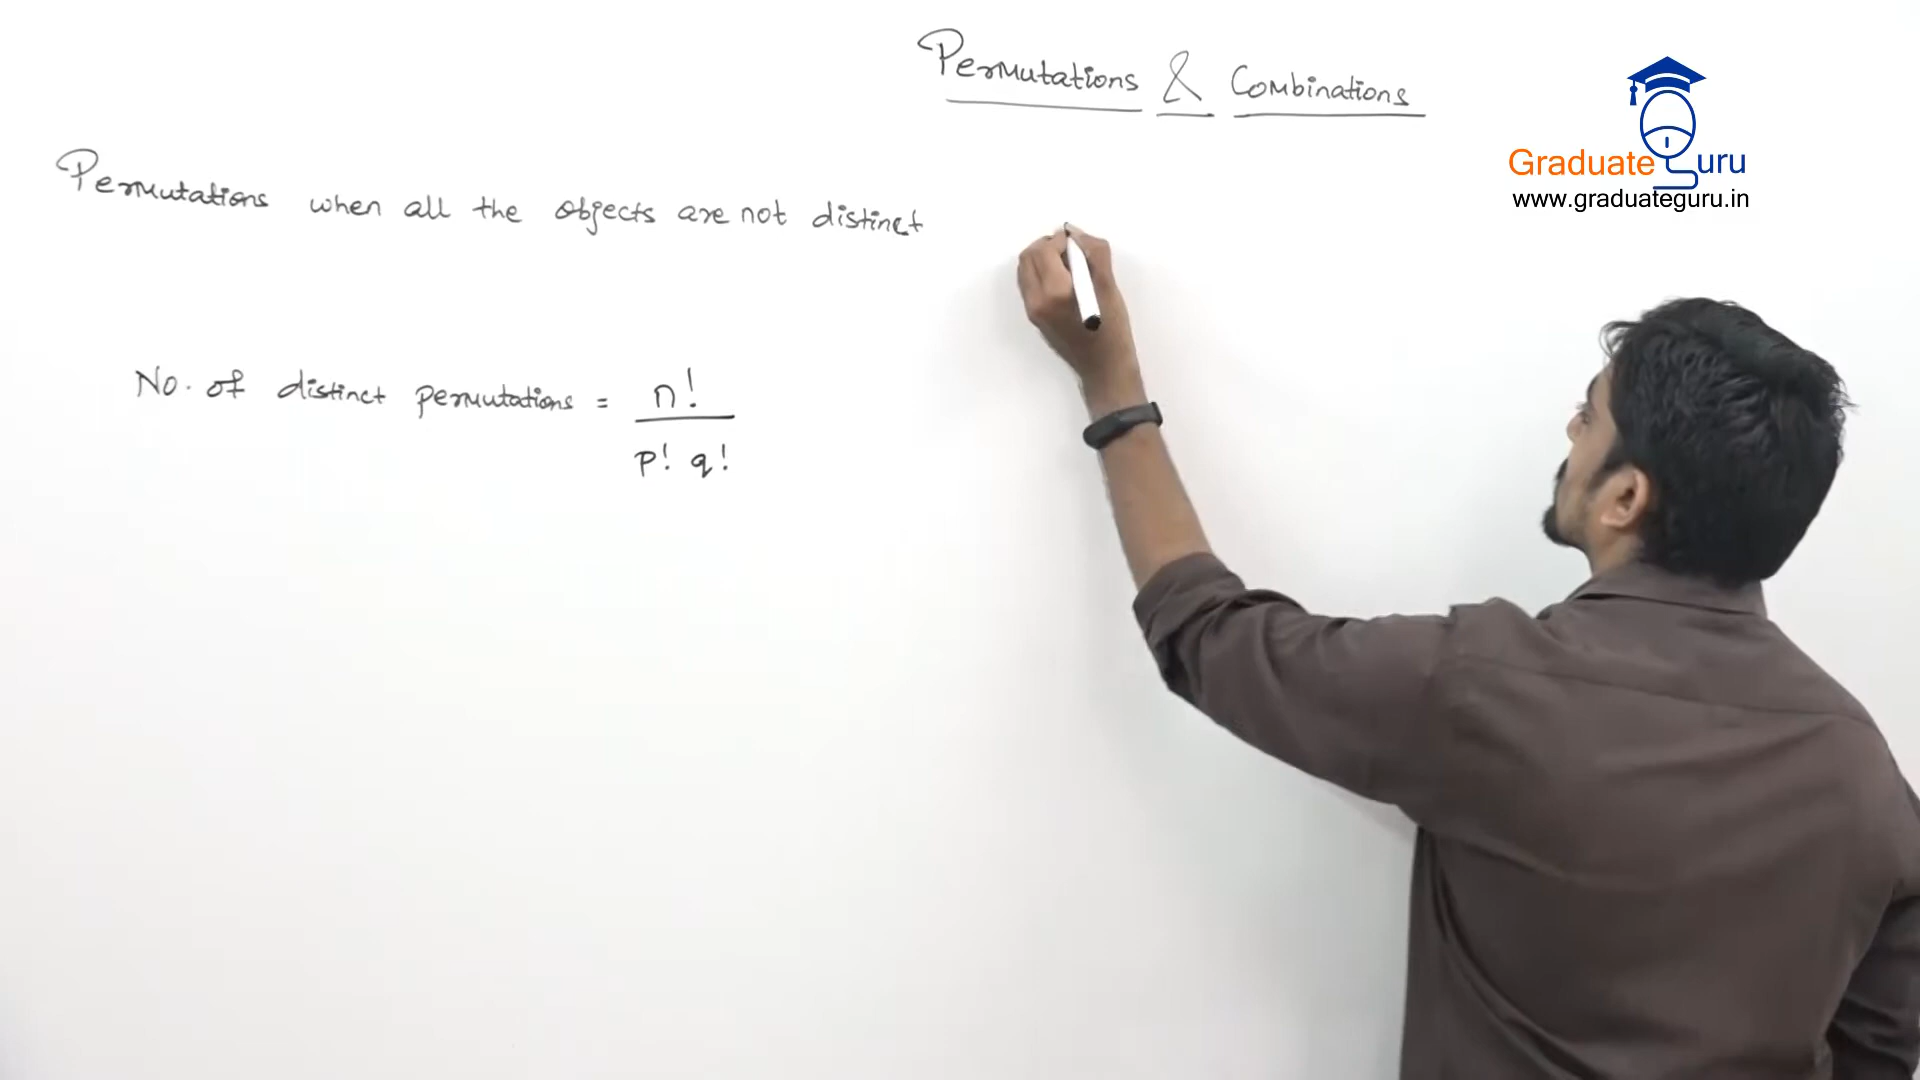 Permutations & Combinations
Graduate Guru
www.graduateguru.in
Permutations when all the objects are not distinct
No. of distinct permutations = n!
p! q!